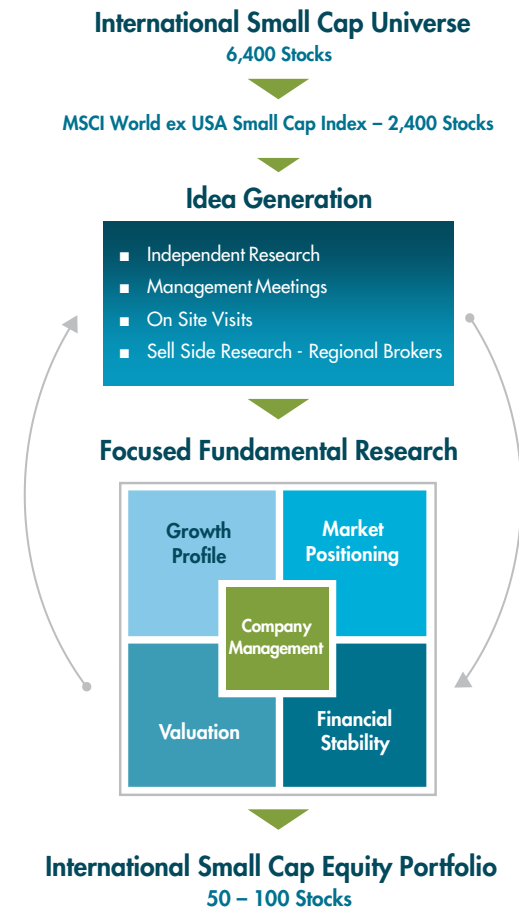 International Small Cap Universe
6,400 Stocks
MSCI World ex USA Small Cap Index – 2,400 Stocks
Idea Generation
■ Independent Research
■ Management Meetings
■ On Site Visits
■ Sell Side Research - Regional Brokers
Focused Fundamental Research
Growth
Profile
Market
Positioning
Company
Management
Valuation
Financial
Stability
International Small Cap Equity Portfolio
50 – 100 Stocks